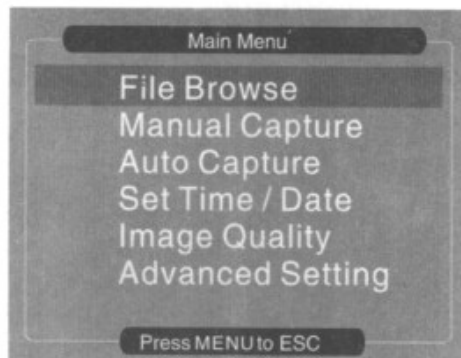 Main Menu
File Browse
Manual Capture
Auto Capture
Set Time / Date
Image Quality
Advanced Setting
Press MENU to ESC